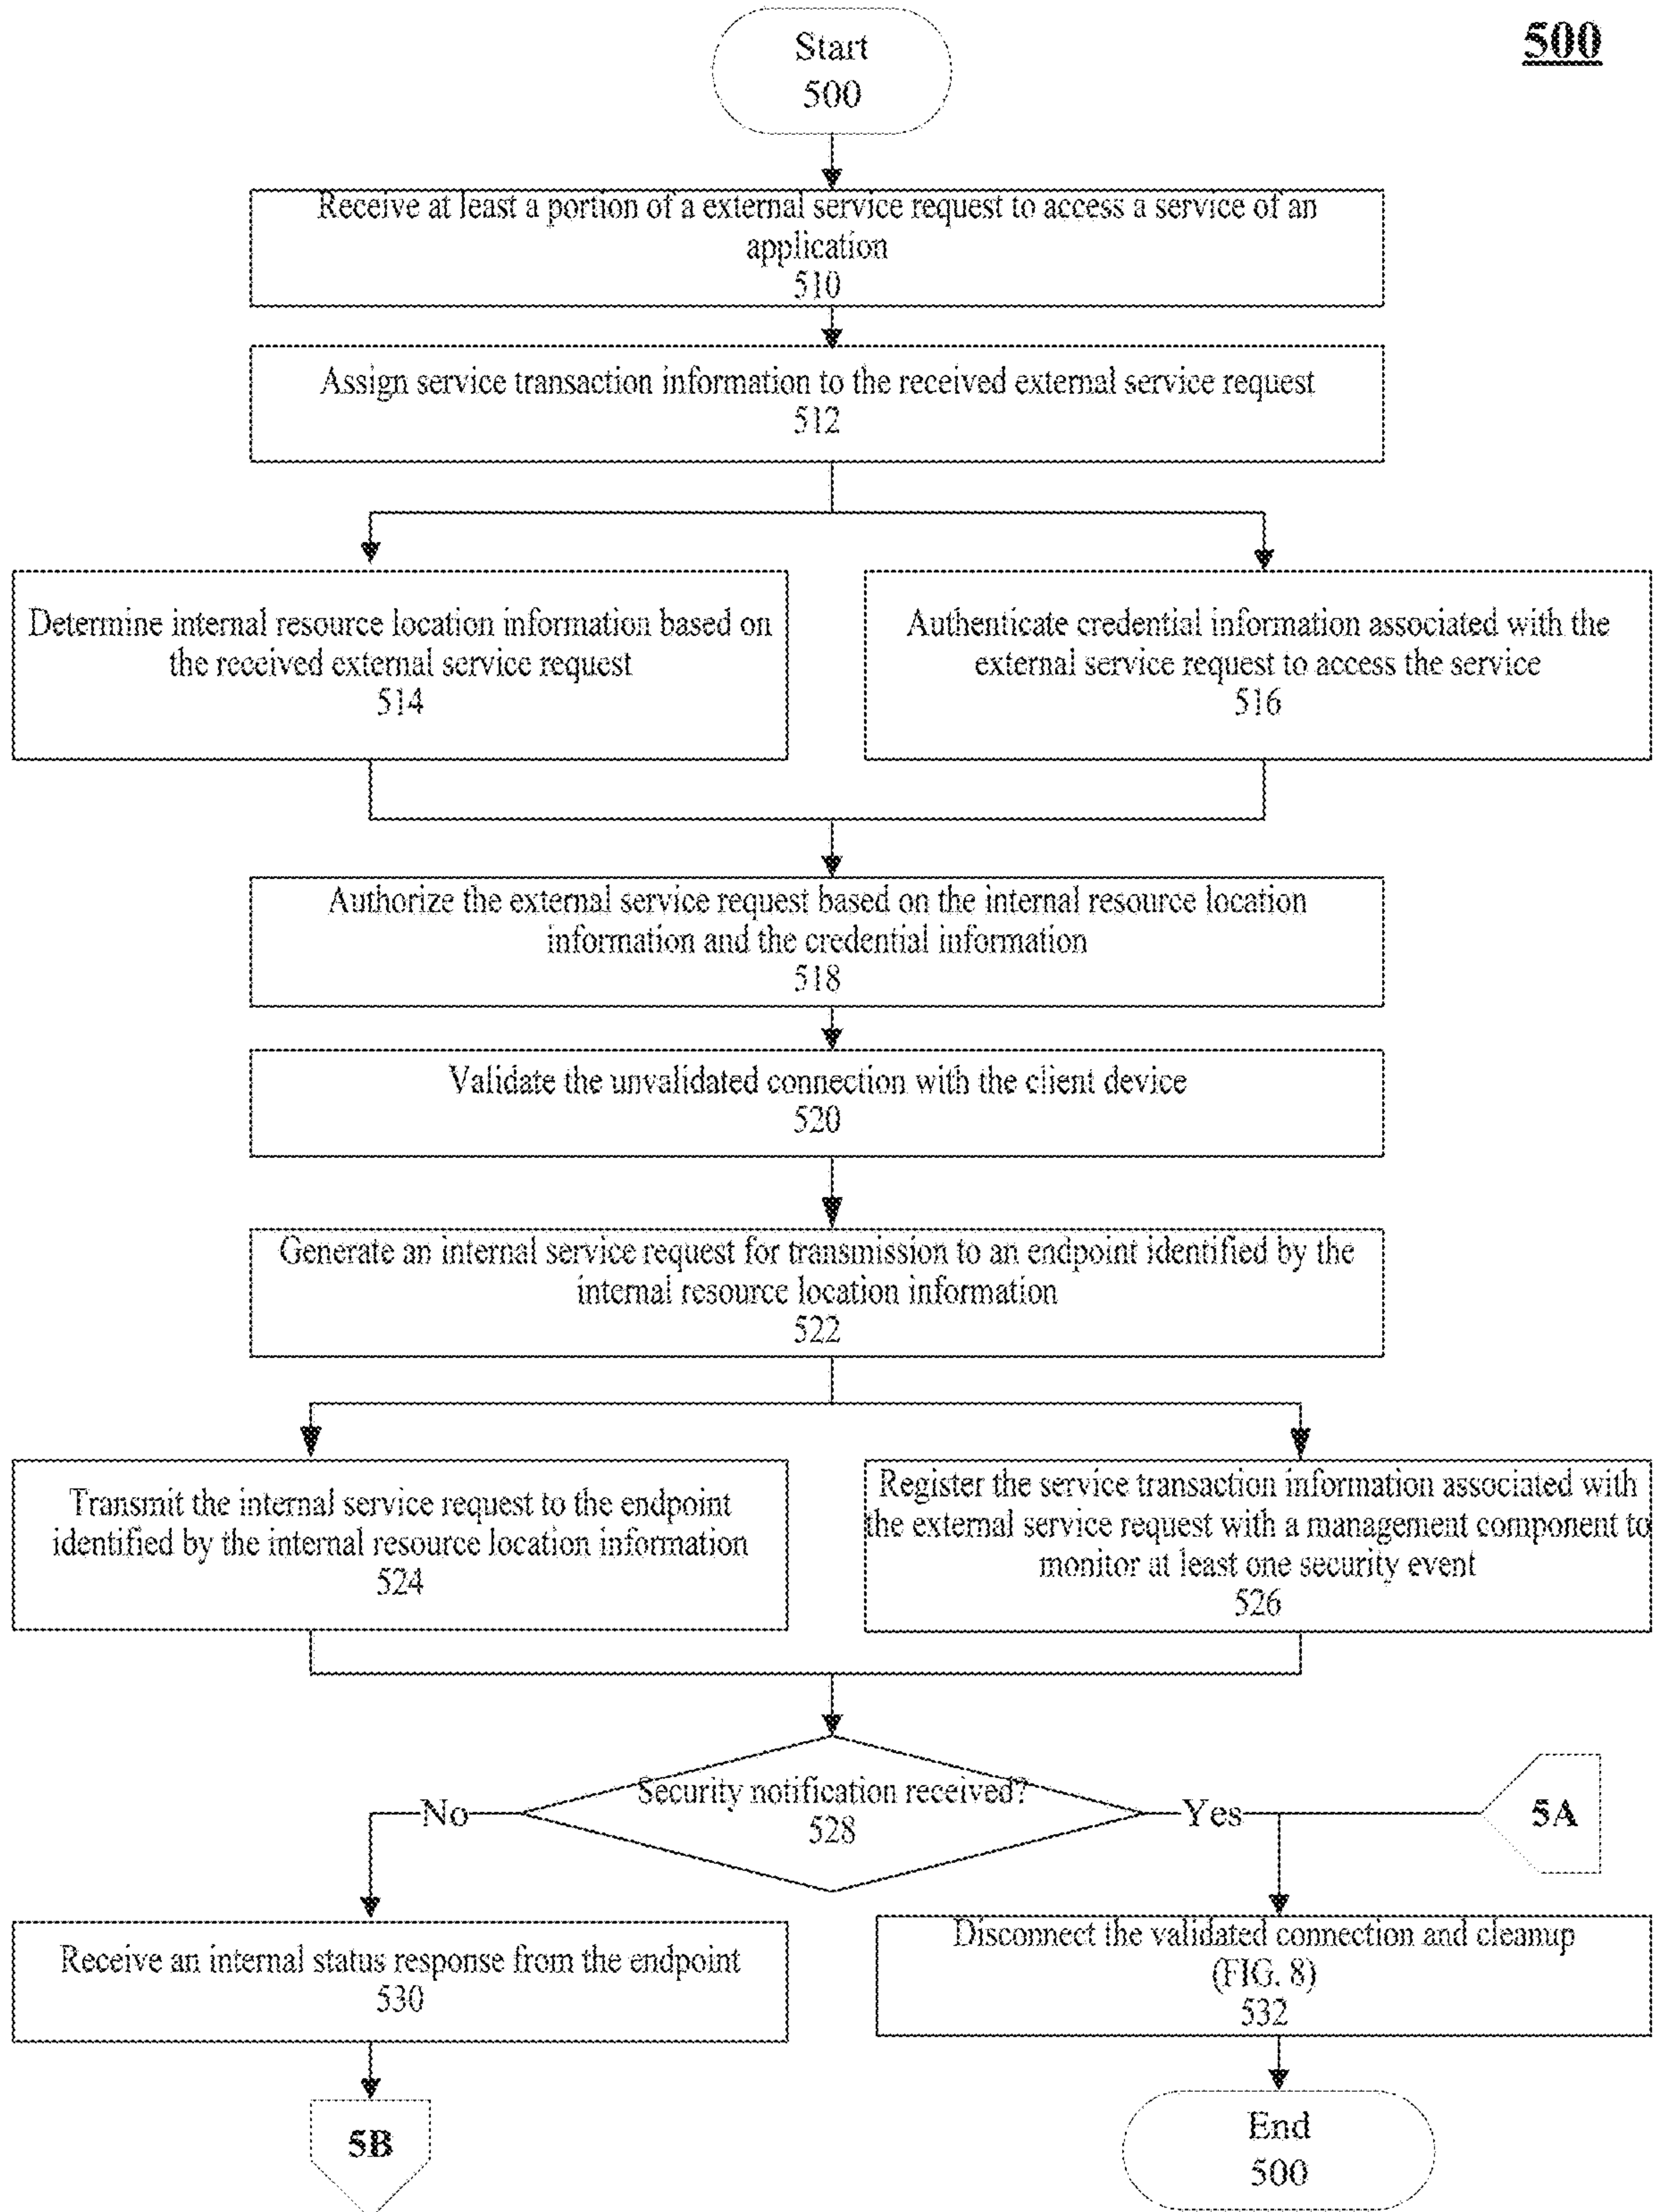 500
Start
500
Receive at least a portion of a external service request to access a service of an
application
510
Assign service transaction information to the received external service request
512
Determine internal resource location information based on
the received external service request
514
Authenticate credential information associated with the
external service request to access the service
516
Authorize the external service request based on the internal resource location
information and the credential information
518
Validate the unvalidated connection with the client device
520
Generate an internal service request for transmission to an endpoint identified by the
internal resource location information
522
Transmit the internal service request to the endpoint
identified by the internal resource location information
524
Register the service transaction information associated with
the external service request with a management component to
monitor at least one security event
526
Security notification received?
528
No
Yes
5A
Receive an internal status response from the endpoint
530
Disconnect the validated connection and cleanup
(FIG. 8)
532
5B
End
500